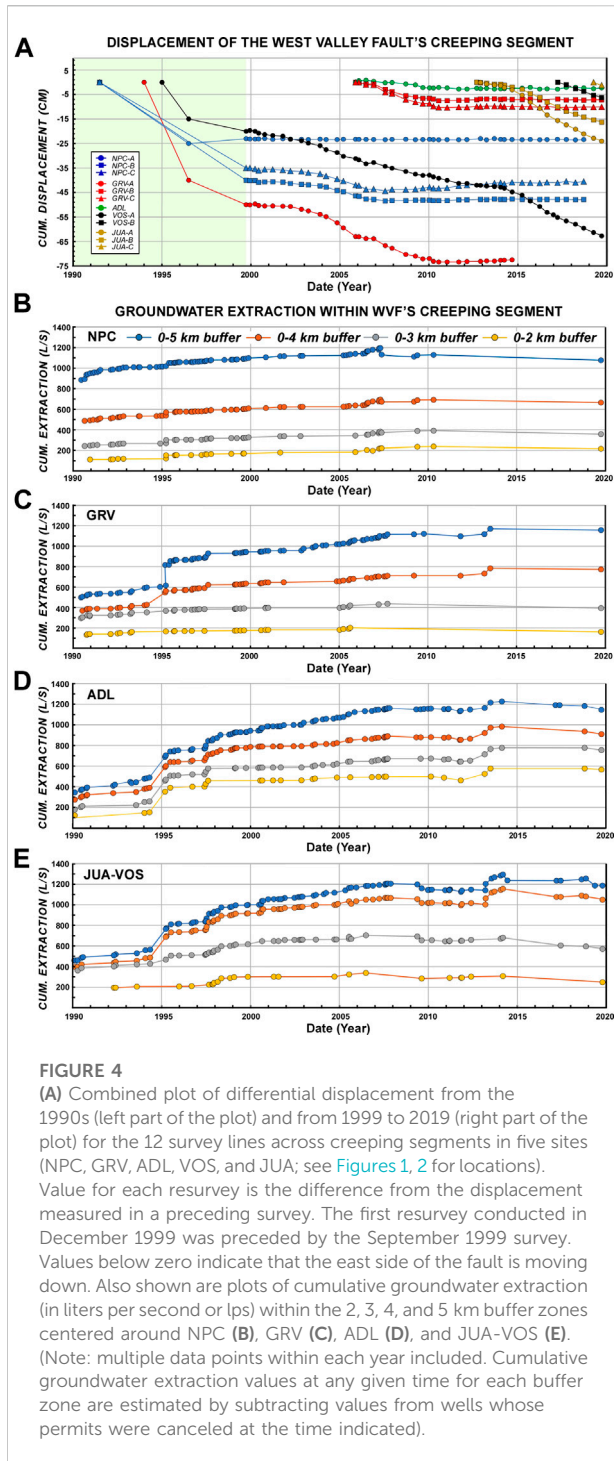 A
DISPLACEMENT OF THE WEST VALLEY FAULT'S CREEPING SEGMENT
CUM. DISPLACEMENT (CM)
5
-5
-15
-25
-35
-45
-55
-65
-75
NPC-A
NPC-B
NPC-C
GRV-A
GRV-B
GRV-C
ADL
VOS-A
VOS-B
JUA-A
JUA-B
JUA-C
1990 1995 2000 2005 2010 2015 2020
Date (Year)
B
GROUNDWATER EXTRACTION WITHIN WVF'S CREEPING SEGMENT
CUM. EXTRACTION (L/S)
1400
1200
1000
800
600
400
200
NPC
0-5 km buffer 0-4 km buffer 0-3 km buffer 0-2 km buffer
1990 1995 2000 2005 2010 2015 2020
Date (Year)
C
CUM. EXTRACTION (L/S)
1400
1200
1000
800
600
400
200
GRV
1990 1995 2000 2005 2010 2015 2020
Date (Year)
D
CUM. EXTRACTION (L/S)
1400
1200
1000
800
600
400
200
ADL
1990 1995 2000 2005 2010 2015 2020
Date (Year)
E
CUM. EXTRACTION (L/S)
1400
1200
1000
800
600
400
200
JUA-VOS
1990 1995 2000 2005 2010 2015 2020
Date (Year)
FIGURE 4
(A) Combined plot of differential displacement from the
1990s (left part of the plot) and from 1999 to 2019 (right part of the
plot) for the 12 survey lines across creeping segments in five sites
(NPC, GRV, ADL, VOS, and JUA; see Figures 1, 2 for locations).
Value for each resurvey is the difference from the displacement
measured in a preceding survey. The first resurvey conducted in
December 1999 was preceded by the September 1999 survey.
Values below zero indicate that the east side of the fault is moving
down. Also shown are plots of cumulative groundwater extraction
(in liters per second or lps) within the 2, 3, 4, and 5 km buffer zones
centered around NPC (B), GRV (C), ADL (D), and JUA-VOS (E).
(Note: multiple data points within each year included. Cumulative
groundwater extraction values at any given time for each buffer
zone are estimated by subtracting values from wells whose
permits were canceled at the time indicated).